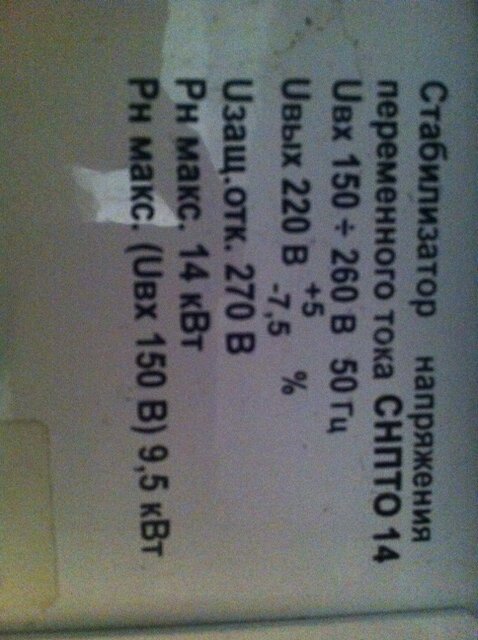 Стабилизатор напряжения
переменного тока СНПТО 14
Uвх 150 ÷ 260 В 50 Гц
Uвых 220 В +5 -7,5 %
Uзащ.отк. 270 В
Рн макс. 14 кВт
Рн макс. (Uвх 150 В) 9,5 кВт